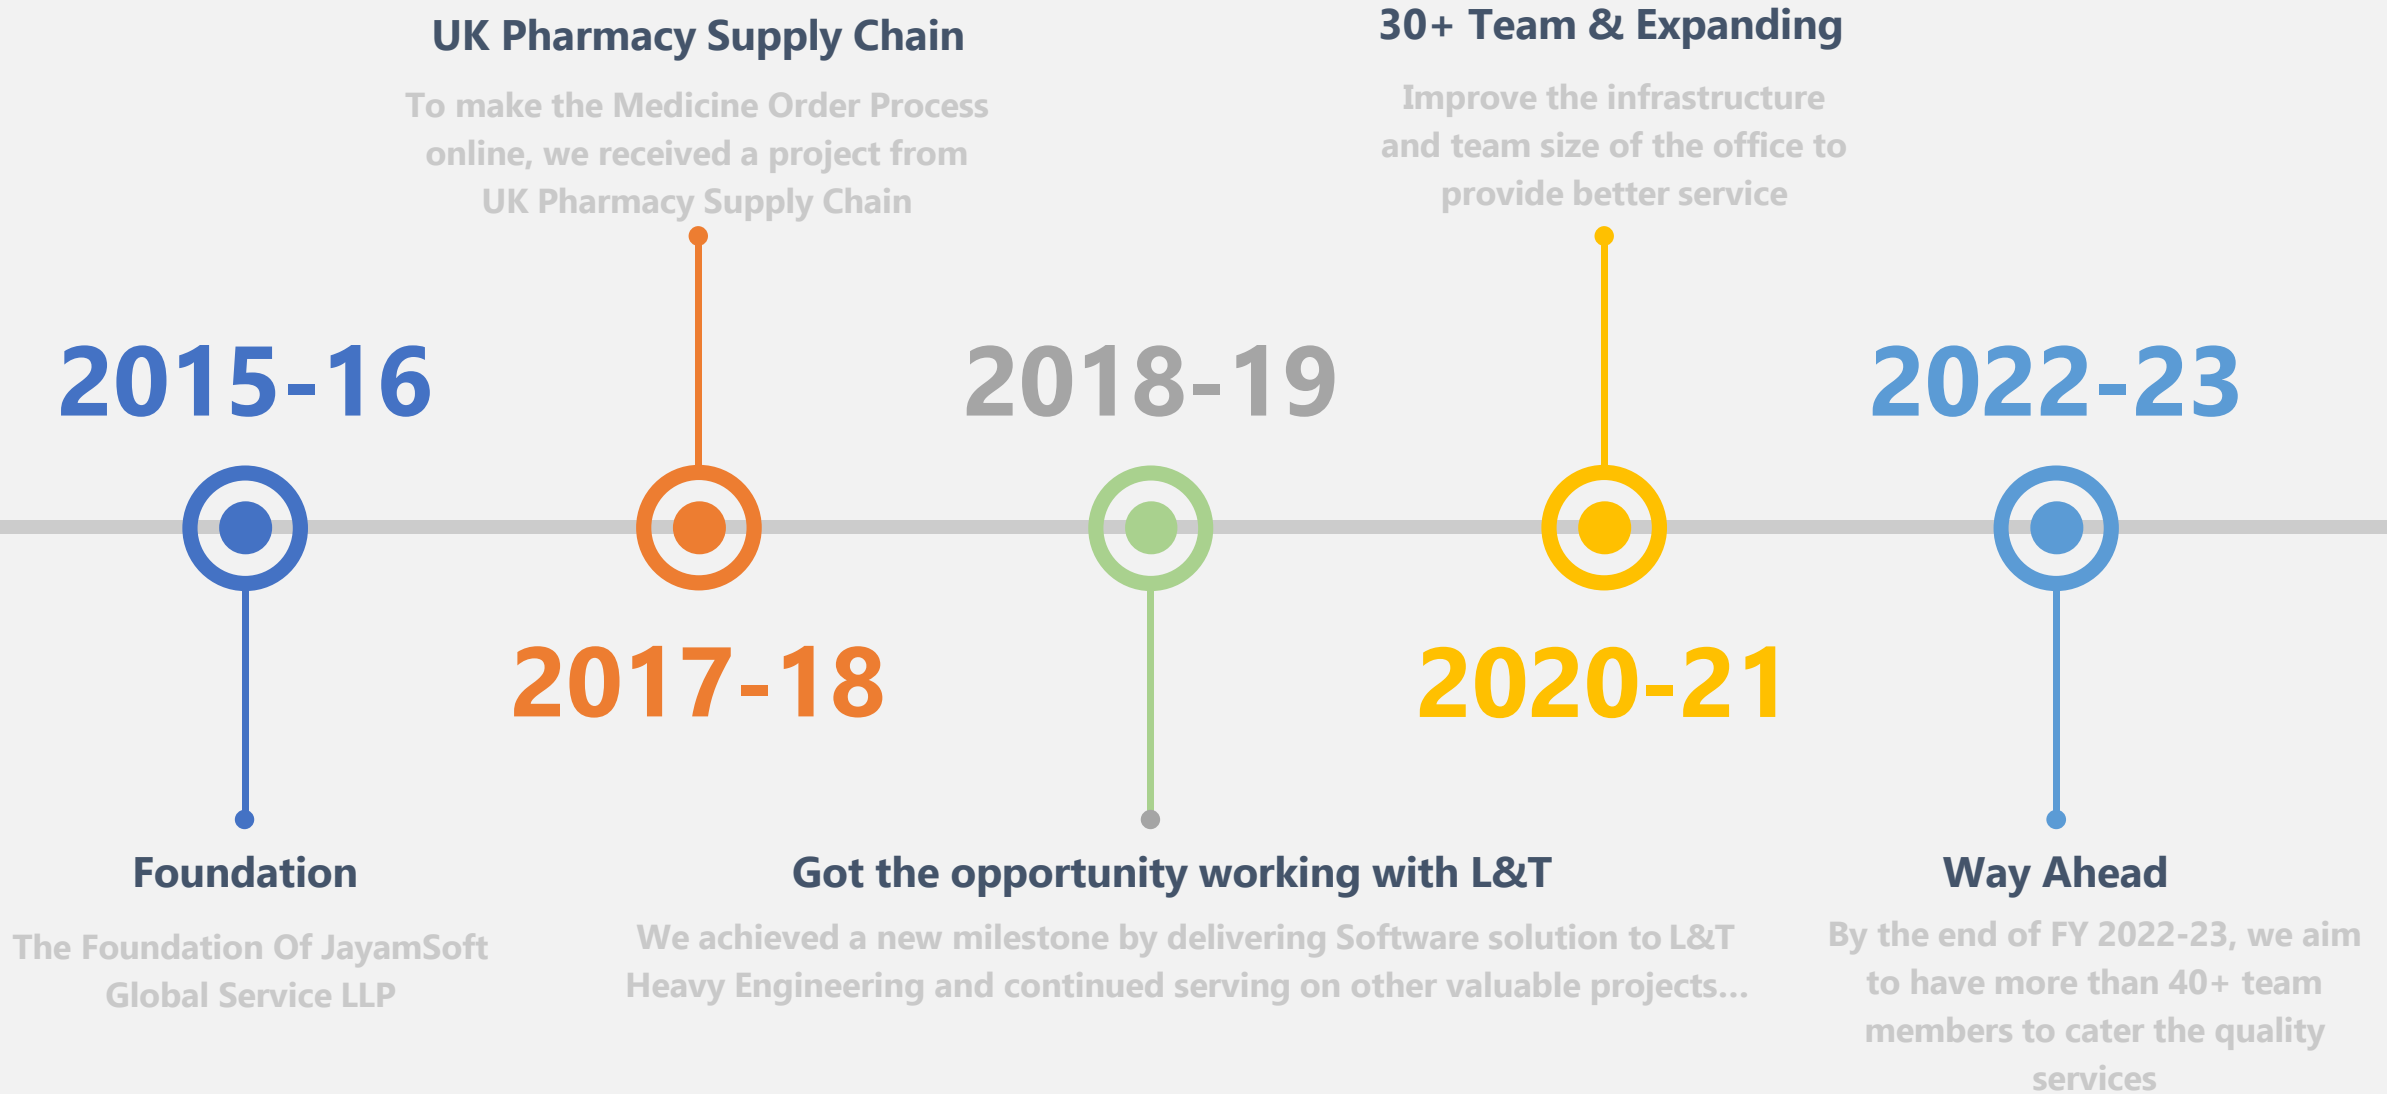 UK Pharmacy Supply Chain
To make the Medicine Order Process
online, we received a project from
UK Pharmacy Supply Chain
30+ Team & Expanding
Improve the infrastructure
and team size of the office to
provide better service
2015-16
2018-19
2022-23
2017-18
2020-21
Foundation
The Foundation Of JayamSoft
Global Service LLP
Got the opportunity working with L&T
We achieved a new milestone by delivering Software solution to L&T
Heavy Engineering and continued serving on other valuable projects...
Way Ahead
By the end of FY 2022-23, we aim
to have more than 40+ team
members to cater the quality
services